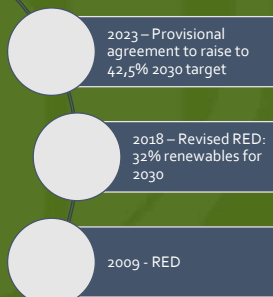 2023 – Provisional
agreement to raise to
42,5% 2030 target
2018 – Revised RED:
32% renewables for
2030
2009 - RED